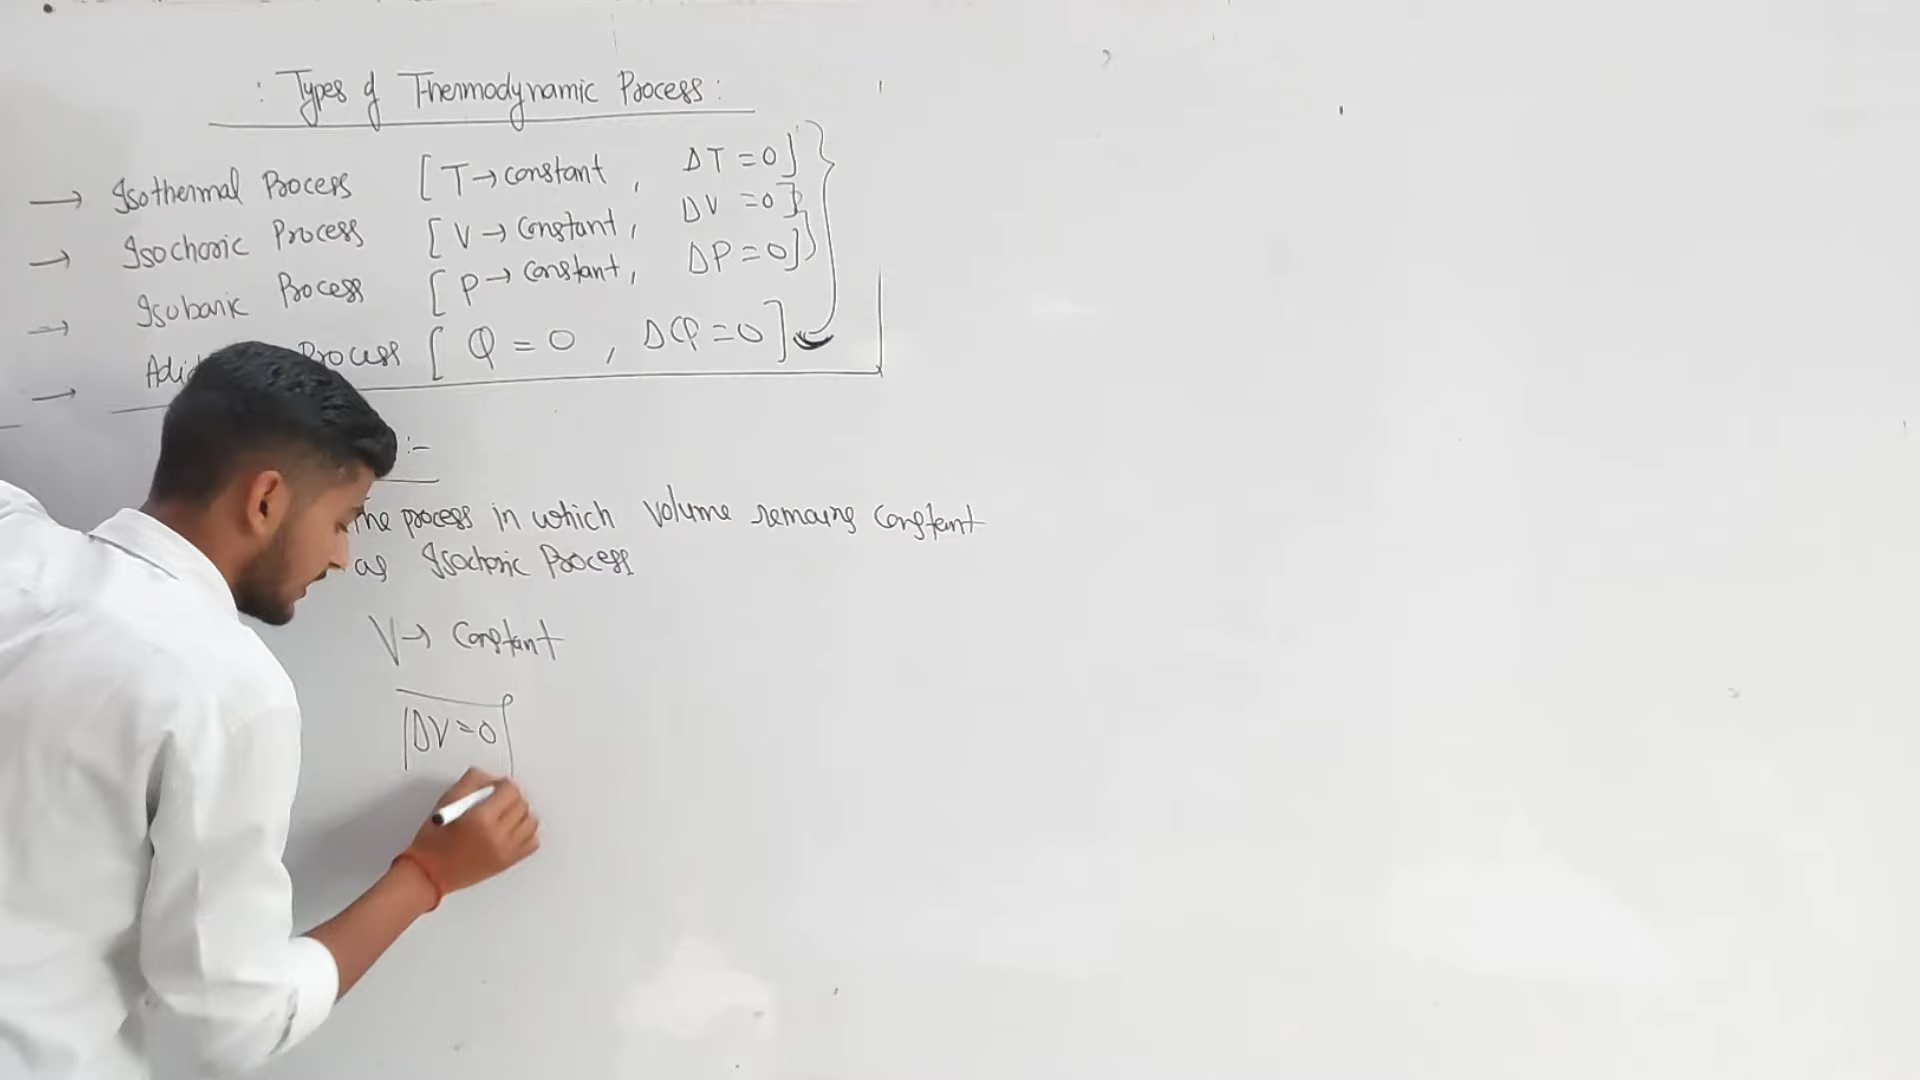 : Types of Thermodynamic Process :
→ Isothermal Process [ T → constant , ΔT = 0 ]
→ Isochoric Process [ V → Constant , ΔV = 0 ]
→ Isobaric Process [ P → Constant , ΔP = 0 ]
→ Process [ Q = 0 , ΔQ = 0 ]
:-
The process in which volume remains constant
as Isochoric Process
V → Constant
ΔV = 0